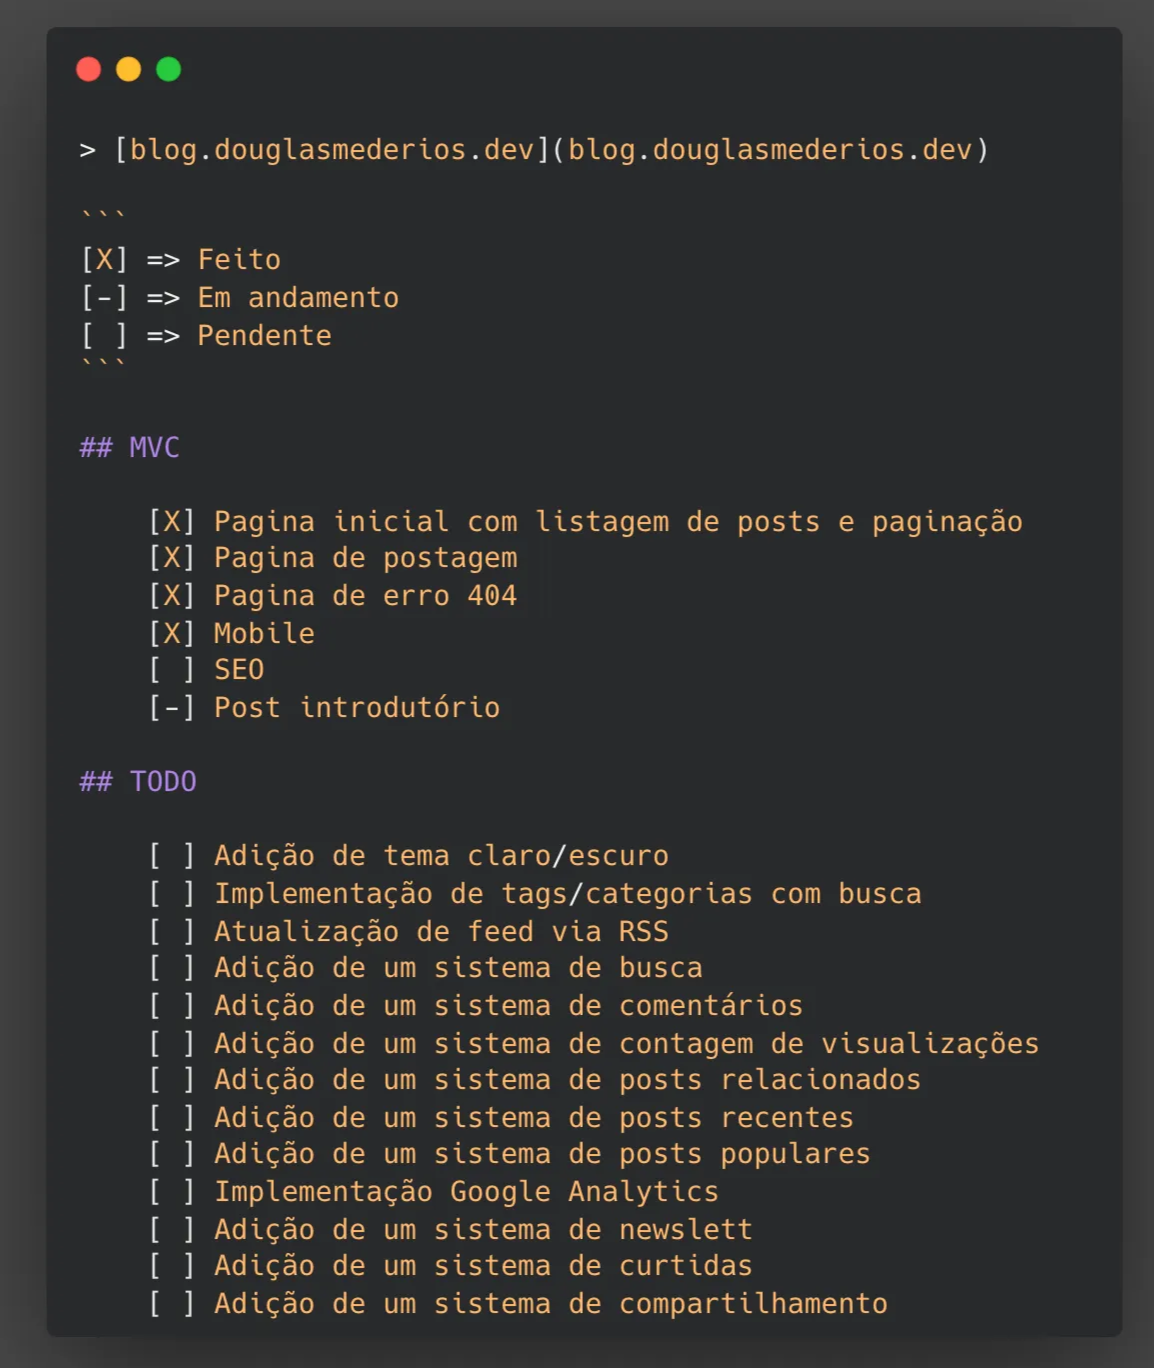 > [blog.douglasmederios.dev](blog.douglasmederios.dev)
```
[X] => Feito
[-] => Em andamento
[ ] => Pendente
```
## MVC
[X] Pagina inicial com listagem de posts e paginação
[X] Pagina de postagem
[X] Pagina de erro 404
[X] Mobile
[ ] SEO
[-] Post introdutório
## TODO
[ ] Adição de tema claro/escuro
[ ] Implementação de tags/categorias com busca
[ ] Atualização de feed via RSS
[ ] Adição de um sistema de busca
[ ] Adição de um sistema de comentários
[ ] Adição de um sistema de contagem de visualizações
[ ] Adição de um sistema de posts relacionados
[ ] Adição de um sistema de posts recentes
[ ] Adição de um sistema de posts populares
[ ] Implementação Google Analytics
[ ] Adição de um sistema de newslett
[ ] Adição de um sistema de curtidas
[ ] Adição de um sistema de compartilhamento